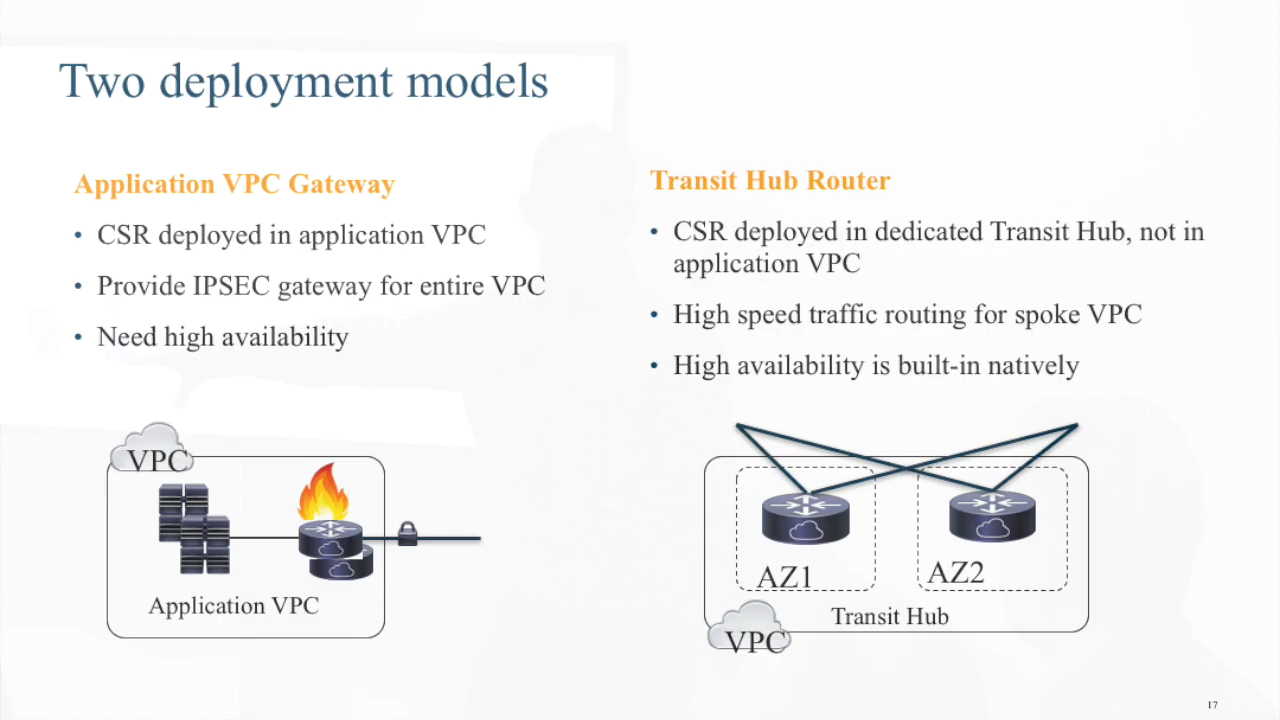 Two deployment models
Application VPC Gateway
• CSR deployed in application VPC
• Provide IPSEC gateway for entire VPC
• Need high availability
Transit Hub Router
• CSR deployed in dedicated Transit Hub, not in
application VPC
• High speed traffic routing for spoke VPC
• High availability is built-in natively
VPC
Application VPC
AZ1
AZ2
Transit Hub
VPC
17